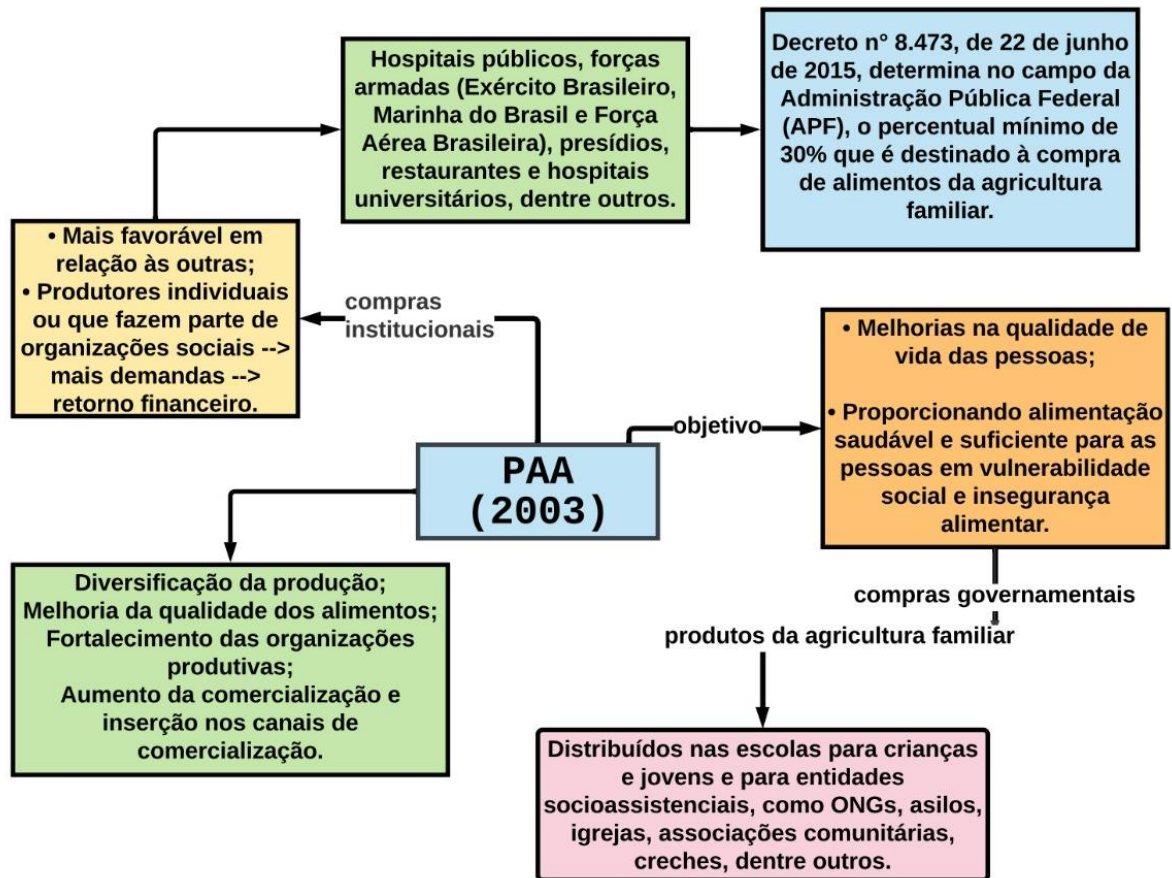 Hospitais públicos, forças
armadas (Exército Brasileiro,
Marinha do Brasil e Força
Aérea Brasileira), presídios,
restaurantes e hospitais
universitários, dentre outros.
Decreto n° 8.473, de 22 de junho
de 2015, determina no campo da
Administração Pública Federal
(APF), o percentual mínimo de
30% que é destinado à compra
de alimentos da agricultura
familiar.
• Mais favorável em
relação às outras;
• Produtores individuais
ou que fazem parte de
organizações sociais -->
mais demandas -->
retorno financeiro.
compras
institucionais
• Melhorias na qualidade de
vida das pessoas;
• Proporcionando alimentação
saudável e suficiente para as
pessoas em vulnerabilidade
social e insegurança
alimentar.
objetivo
PAA
(2003)
Diversificação da produção;
Melhoria da qualidade dos alimentos;
Fortalecimento das organizações
produtivas;
Aumento da comercialização e
inserção nos canais de
comercialização.
compras governamentais
produtos da agricultura familiar
Distribuídos nas escolas para crianças
e jovens e para entidades
socioassistenciais, como ONGs, asilos,
igrejas, associações comunitárias,
creches, dentre outros.